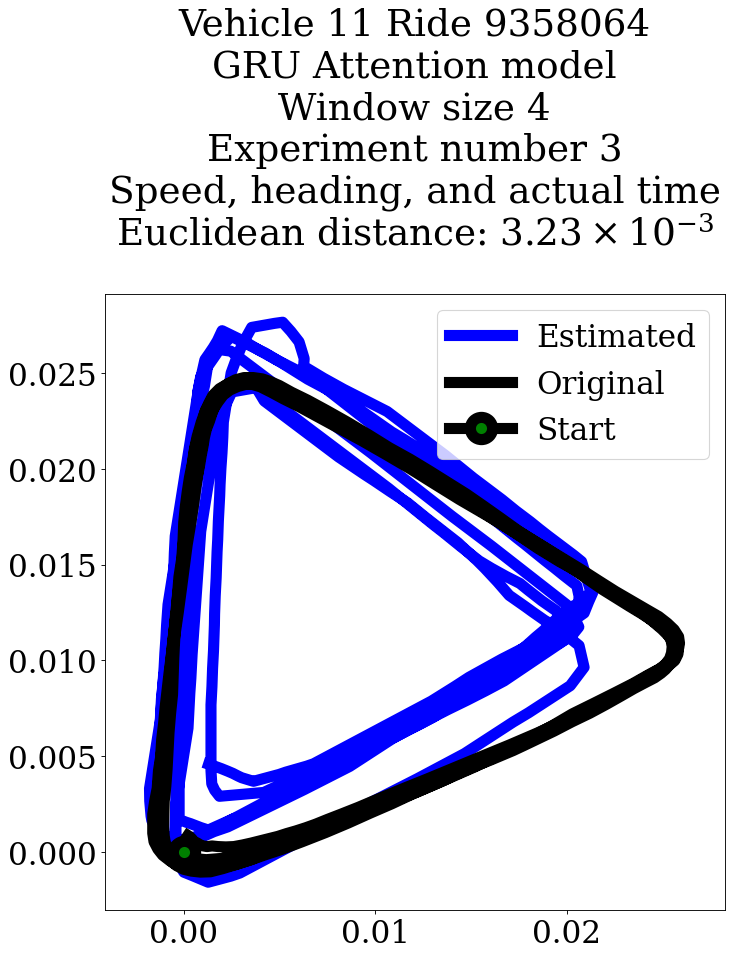 Vehicle 11 Ride 9358064
GRU Attention model
Window size 4
Experiment number 3
Speed, heading, and actual time
Euclidean distance: 3.23 × 10⁻³
Estimated
Original
Start
0.025
0.020
0.015
0.010
0.005
0.000
0.00 0.01 0.02